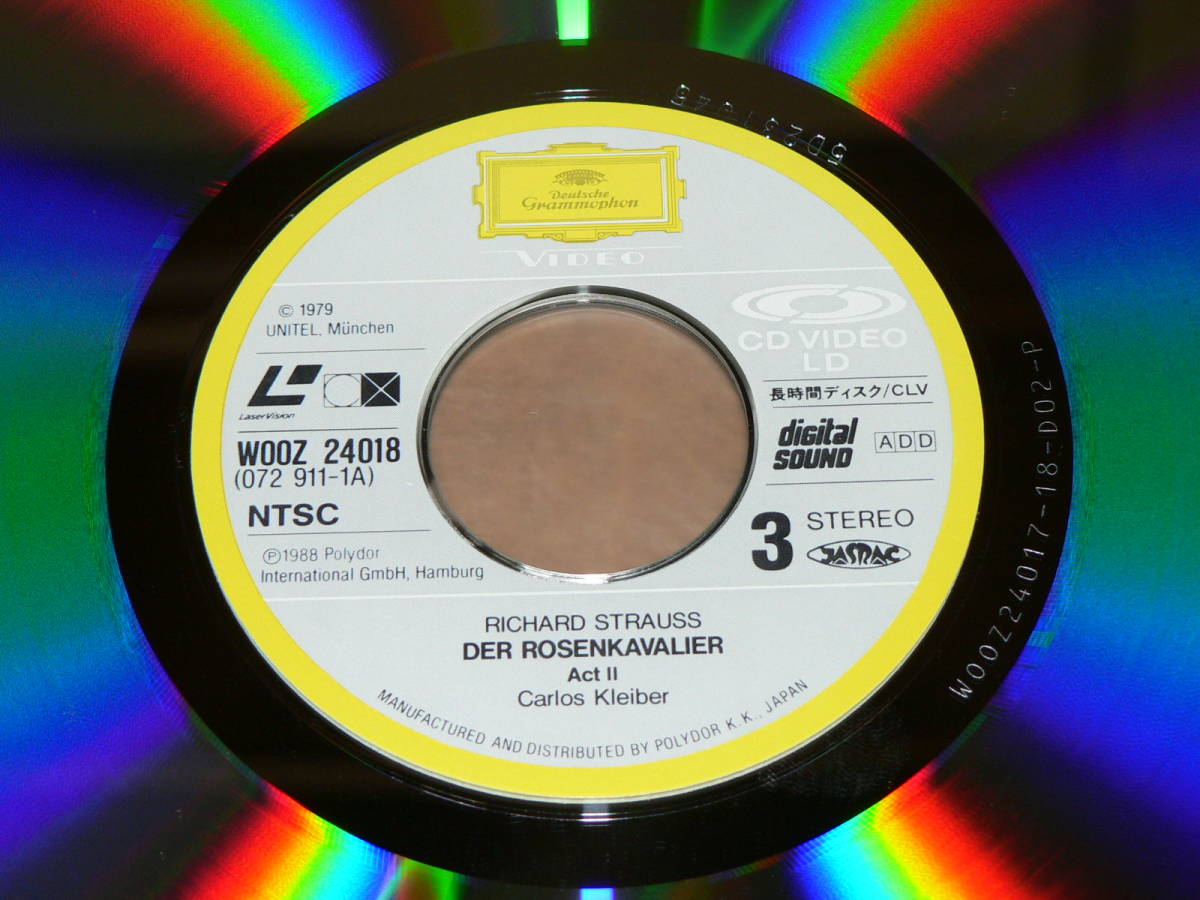 Deutsche
Grammophon
VIDEO
© 1979
UNITEL, München
LaserVision
W00Z 24018
(072 911-1A)
NTSC
℗1988 Polydor
International GmbH, Hamburg
CD VIDEO
LD
長時間ディスク/CLV
digital
SOUND
ADD
3 STEREO
JASRAC
RICHARD STRAUSS
DER ROSENKAVALIER
Act II
Carlos Kleiber
MANUFACTURED AND DISTRIBUTED BY POLYDOR K.K., JAPAN
W00Z24017-18-D02-P